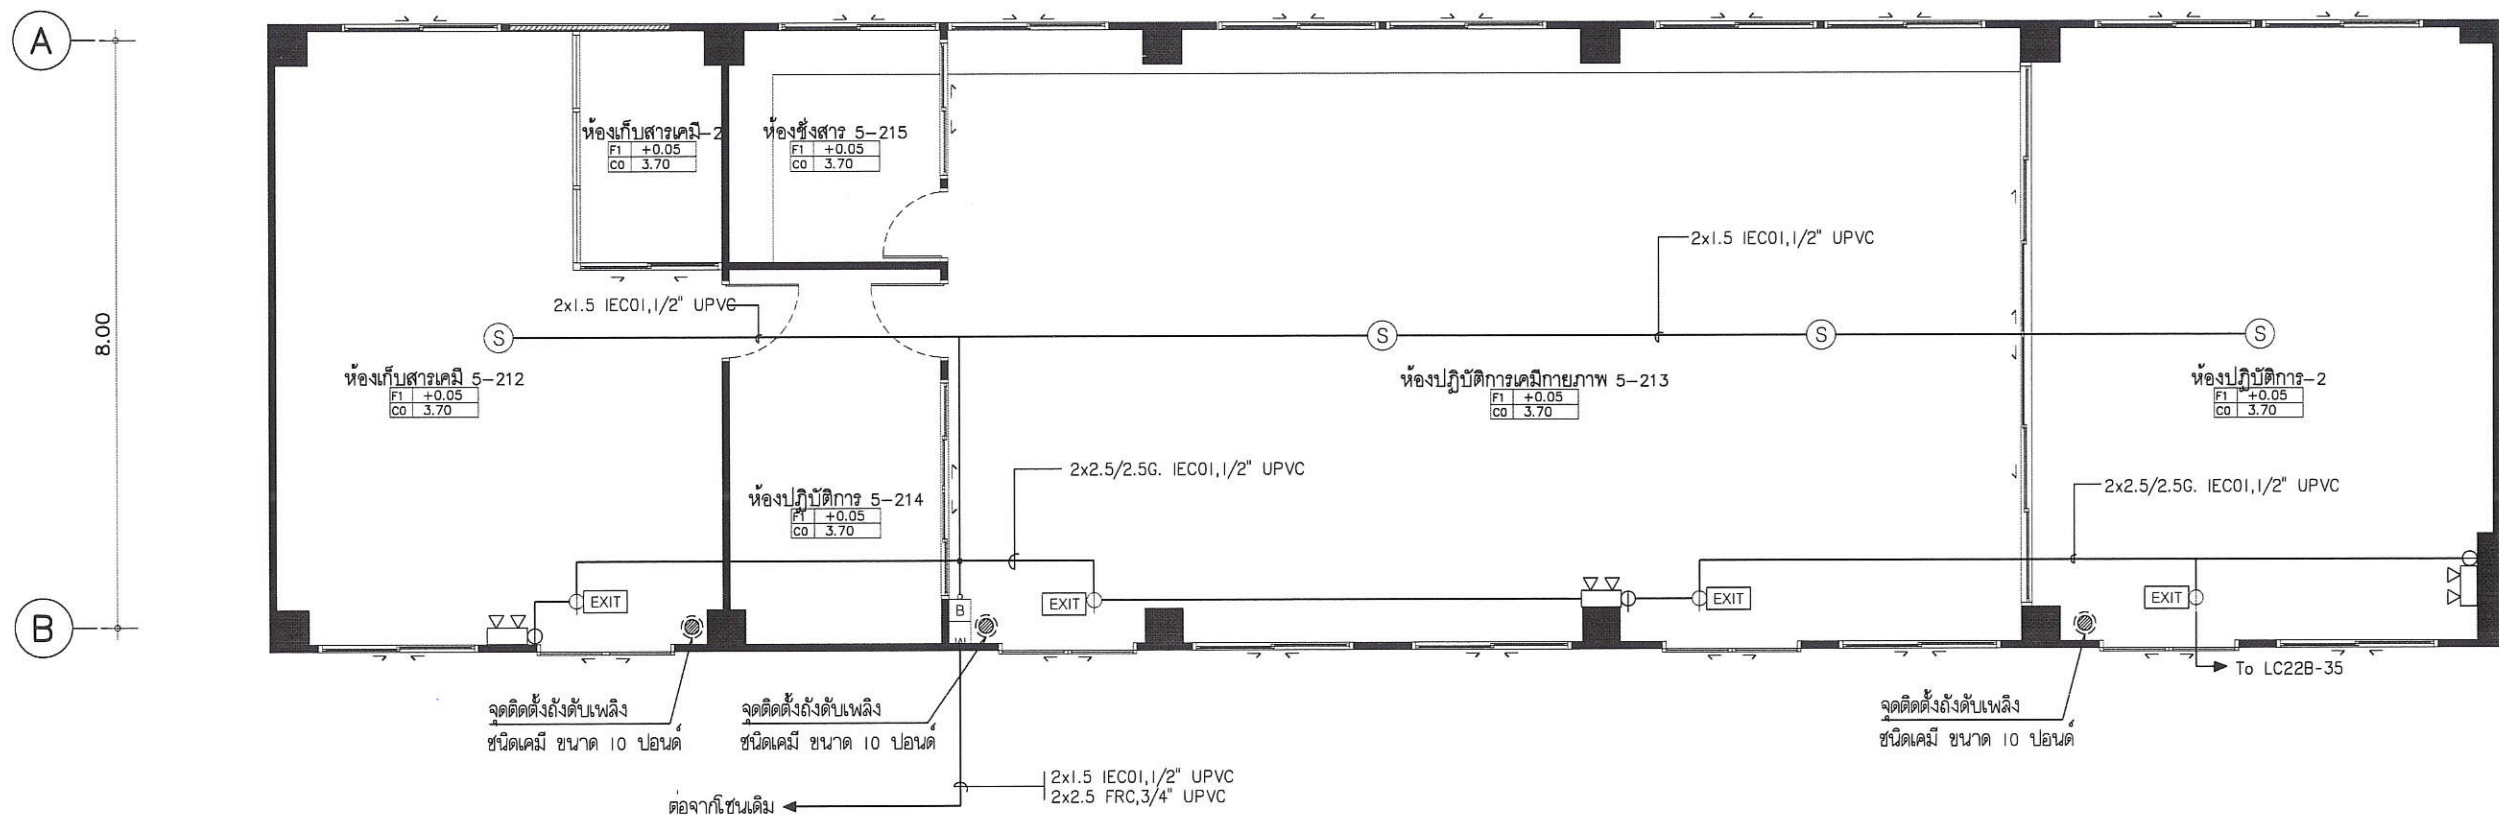 A
ห้องเก็บสารเคมี-2
F1 +0.05
C0 3.70
ห้องชั่งสาร 5-215
F1 +0.05
C0 3.70
2x1.5 IEC01,1/2" UPVC
2x1.5 IEC01,1/2" UPVC
8.00
S
S
S
S
ห้องเก็บสารเคมี 5-212
F1 +0.05
C0 3.70
ห้องปฏิบัติการเคมีกายภาพ 5-213
F1 +0.05
C0 3.70
ห้องปฏิบัติการ-2
F1 +0.05
C0 3.70
2x2.5/2.5G. IEC01,1/2" UPVC
2x2.5/2.5G. IEC01,1/2" UPVC
ห้องปฏิบัติการ 5-214
F1 +0.05
C0 3.70
EXIT
B
EXIT
EXIT
EXIT
B
To LC22B-35
จุดติดตั้งถังดับเพลิง
ชนิดเคมี ขนาด 10 ปอนด์
จุดติดตั้งถังดับเพลิง
ชนิดเคมี ขนาด 10 ปอนด์
จุดติดตั้งถังดับเพลิง
ชนิดเคมี ขนาด 10 ปอนด์
2x1.5 IEC01,1/2" UPVC
2x2.5 FRC,3/4" UPVC
ต่อจากโซนเดิม